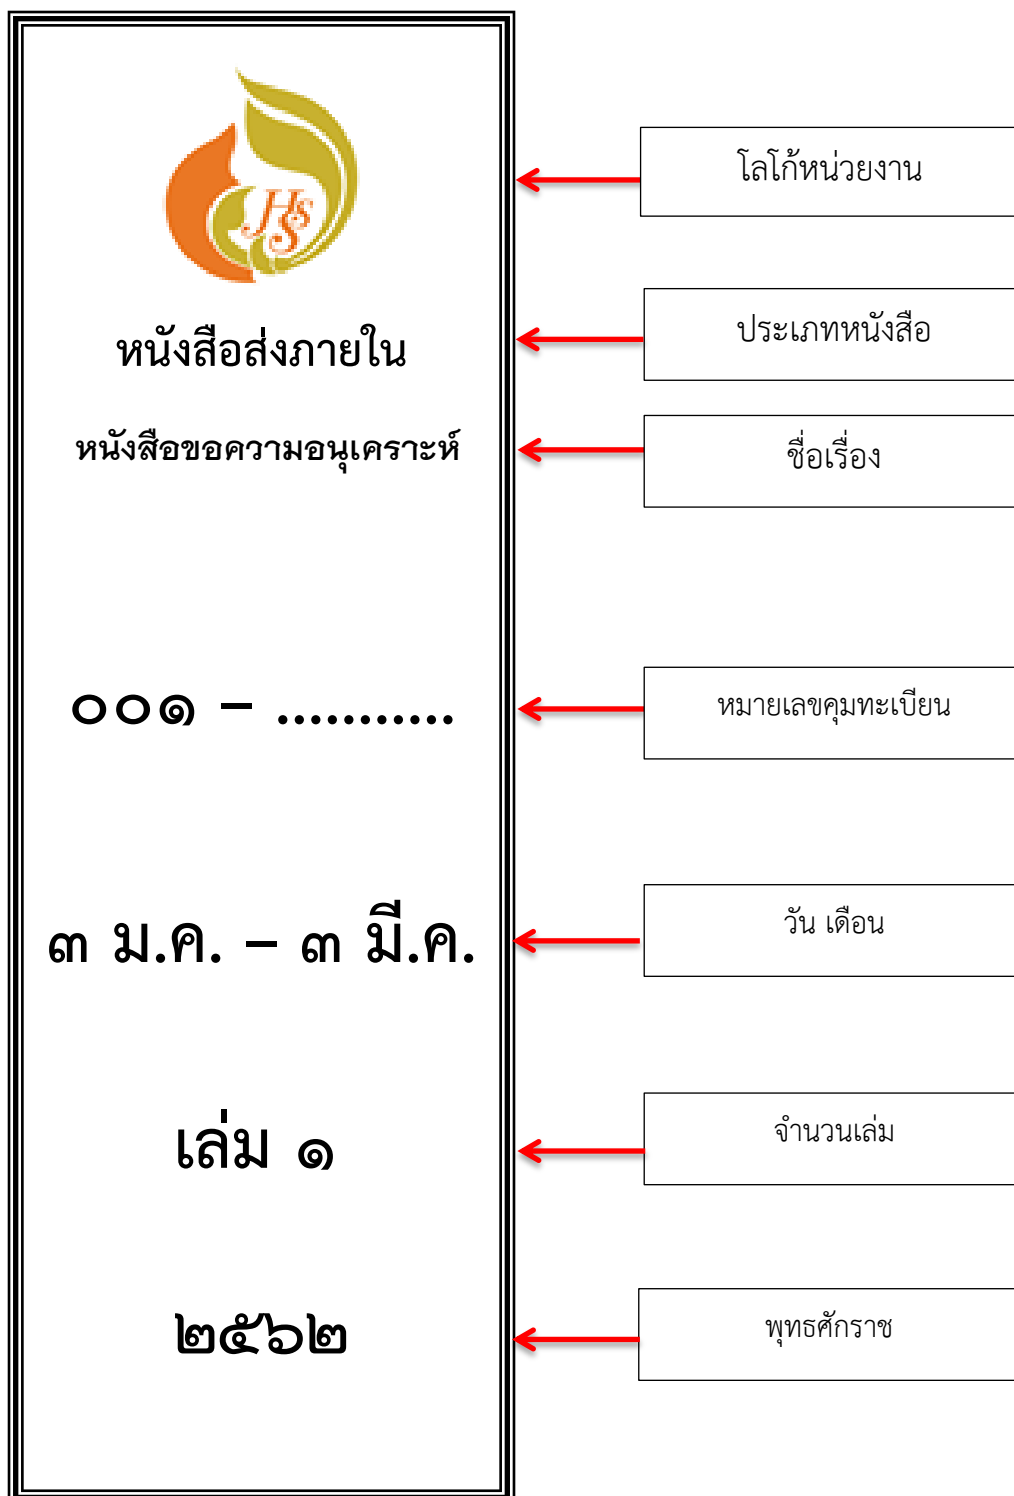 HSS
โลโก้หน่วยงาน
หนังสือส่งภายใน
ประเภทหนังสือ
หนังสือขอความอนุเคราะห์
ชื่อเรื่อง
๐๐๑ – ...........
หมายเลขคุมทะเบียน
๓ ม.ค. – ๓ มี.ค.
วัน เดือน
เล่ม ๑
จำนวนเล่ม
๒๕๖๒
พุทธศักราช